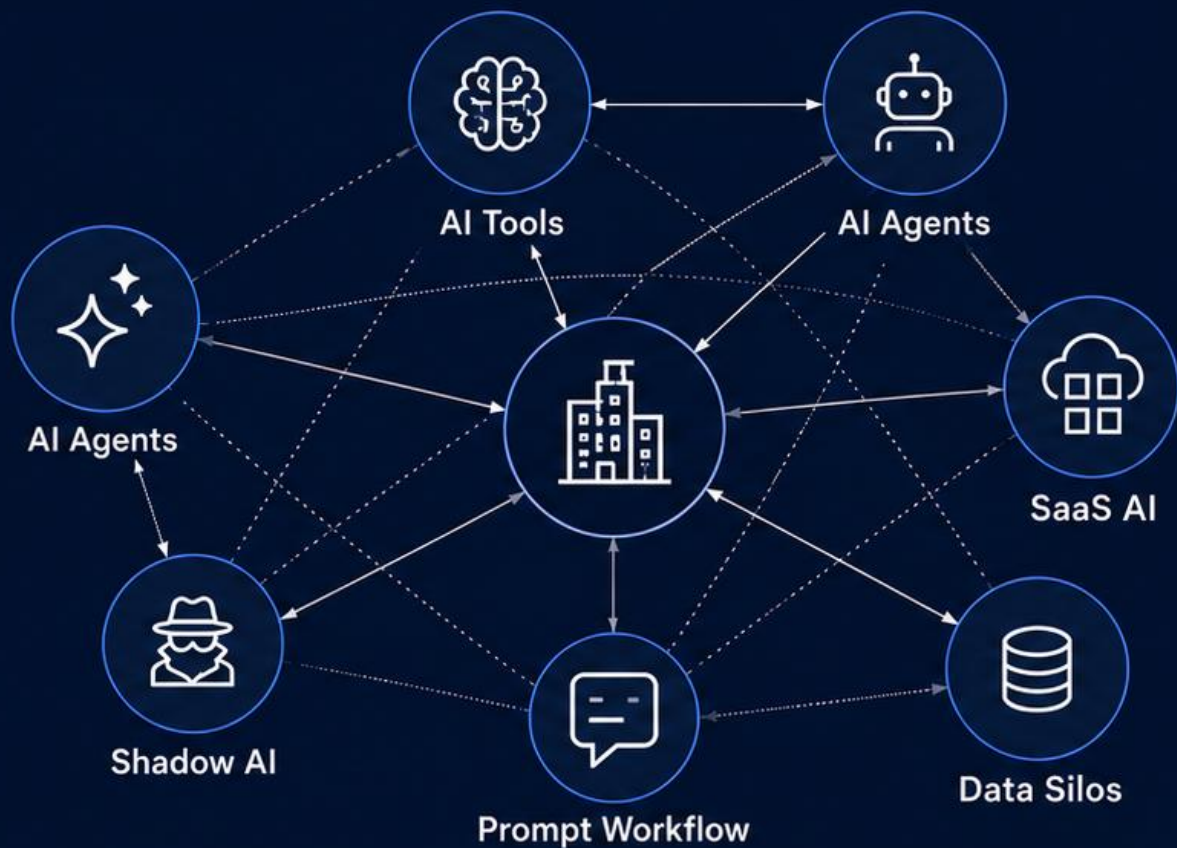 AI Tools
AI Agents
AI Agents
SaaS AI
Shadow AI
Data Silos
Prompt Workflow